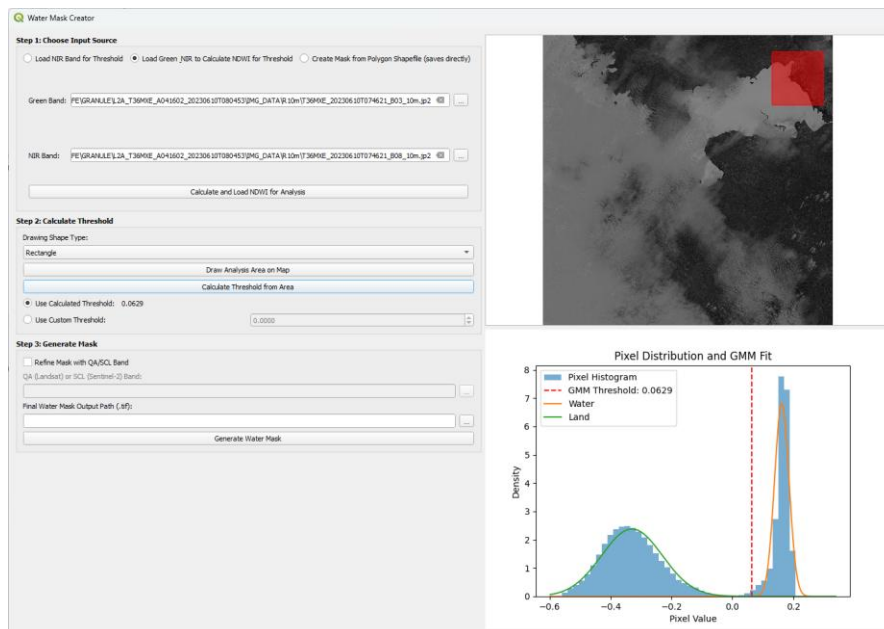 Water Mask Creator
Step 1: Choose Input Source
Load NIR Band for Threshold Load Green_NIR to Calculate NDWI for Threshold Create Mask from Polygon Shapefile (saves directly)
Green Band: PE\GRANULE\L2A_T36MXE_A041602_20230610T080453\IMG_DATA\R10m\T36MXE_20230610T074621_B03_10m.jp2 ...
NIR Band: PE\GRANULE\L2A_T36MXE_A041602_20230610T080453\IMG_DATA\R10m\T36MXE_20230610T074621_B08_10m.jp2 ...
Calculate and Load NDWI for Analysis
Step 2: Calculate Threshold
Drawing Shape Type:
Rectangle
Draw Analysis Area on Map
Calculate Threshold from Area
Use Calculated Threshold: 0.0629
Use Custom Threshold: 0.0000
Step 3: Generate Mask
Refine Mask with QA/SCL Band
QA (Landsat) or SCL (Sentinel-2) Band:
...
Final Water Mask Output Path (.tif):
...
Generate Water Mask
Pixel Distribution and GMM Fit
Pixel Histogram
GMM Threshold: 0.0629
Water
Land
Density
8
7
6
5
4
3
2
1
0
−0.6 −0.4 −0.2 0.0 0.2
Pixel Value